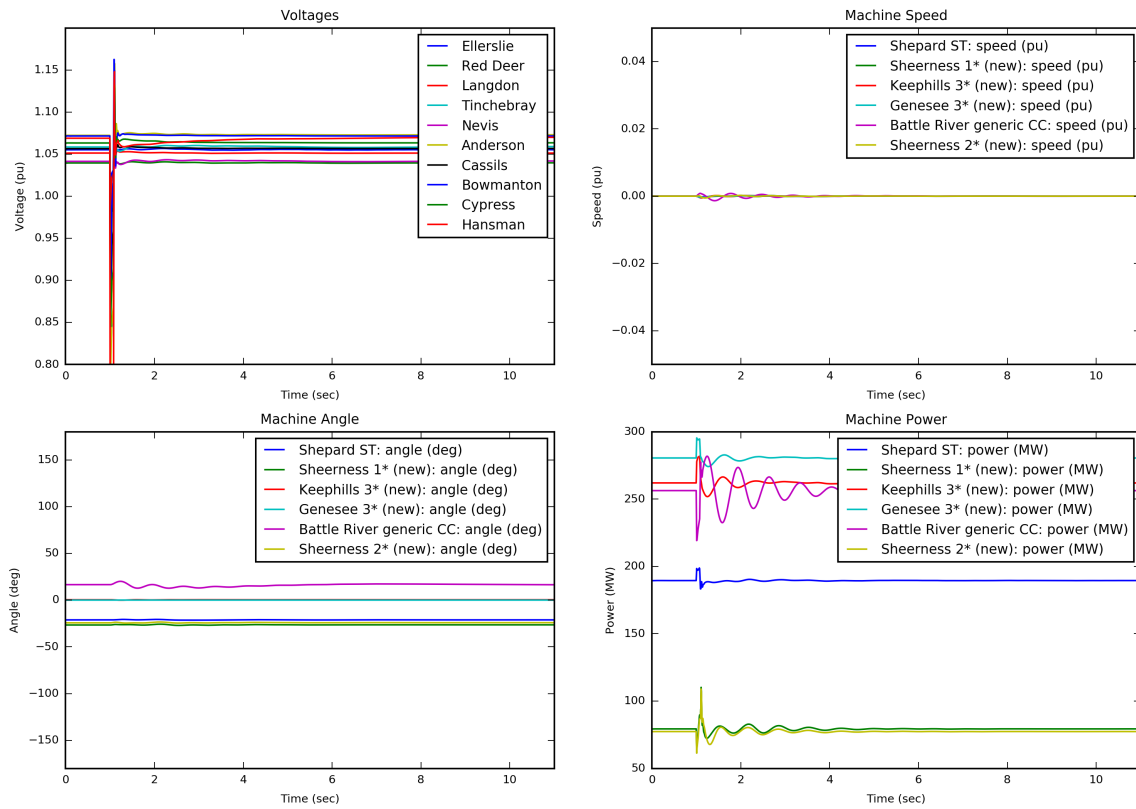 Voltages
1.15
1.10
1.05
1.00
0.95
0.90
0.85
0.80
Voltage (pu)
Ellerslie
Red Deer
Langdon
Tinchebray
Nevis
Anderson
Cassils
Bowmanton
Cypress
Hansman
0 2 4 6 8 10
Time (sec)
Machine Speed
0.04
0.02
0.00
−0.02
−0.04
Speed (pu)
Shepard ST: speed (pu)
Sheerness 1* (new): speed (pu)
Keephills 3* (new): speed (pu)
Genesee 3* (new): speed (pu)
Battle River generic CC: speed (pu)
Sheerness 2* (new): speed (pu)
0 2 4 6 8 10
Time (sec)
Machine Angle
150
100
50
0
−50
−100
−150
Angle (deg)
Shepard ST: angle (deg)
Sheerness 1* (new): angle (deg)
Keephills 3* (new): angle (deg)
Genesee 3* (new): angle (deg)
Battle River generic CC: angle (deg)
Sheerness 2* (new): angle (deg)
0 2 4 6 8 10
Time (sec)
Machine Power
300
250
200
150
100
50
Power (MW)
Shepard ST: power (MW)
Sheerness 1* (new): power (MW)
Keephills 3* (new): power (MW)
Genesee 3* (new): power (MW)
Battle River generic CC: power (MW)
Sheerness 2* (new): power (MW)
0 2 4 6 8 10
Time (sec)